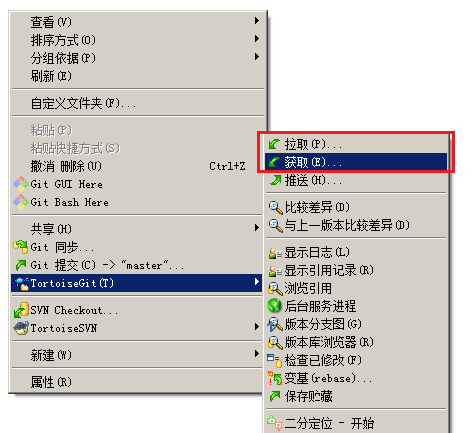 查看(V)
排序方式(O)
分组依据(P)
刷新(E)
自定义文件夹(F)...
粘贴(P)
粘贴快捷方式(S)
撤消 删除(U) Ctrl+Z
Git GUI Here
Git Bash Here
共享(H)
Git 同步...
Git 提交(C) -> "master"...
TortoiseGit(T)
SVN Checkout...
TortoiseSVN
新建(W)
属性(R)
拉取(P)...
获取(E)...
推送(H)...
比较差异(D)
与上一版本比较差异(D)
显示日志(L)
显示引用记录(R)
浏览引用
后台服务进程
版本分支图(G)
版本库浏览器(R)
检查已修改(F)
变基(rebase)...
保存贮藏
二分定位 - 开始